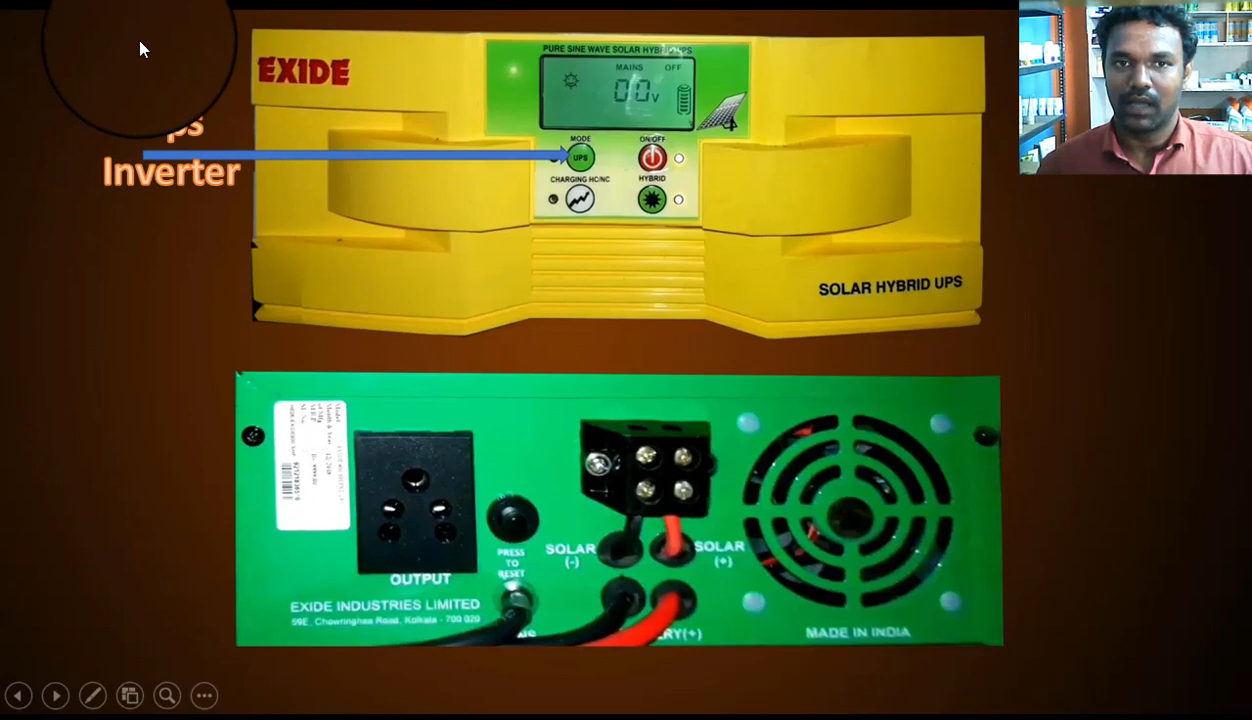 PURE SINE WAVE SOLAR HYBRID UPS
EXIDE
MAINS OFF
00v
MODE
ON/OFF
UPS
Inverter
CHARGING HC/NC
HYBRID
SOLAR HYBRID UPS
OUTPUT
PRESS
TO
RESET
SOLAR
(-)
SOLAR
(+)
EXIDE INDUSTRIES LIMITED
59E, Chowringhee Road, Kolkata - 700 020
MADE IN INDIA